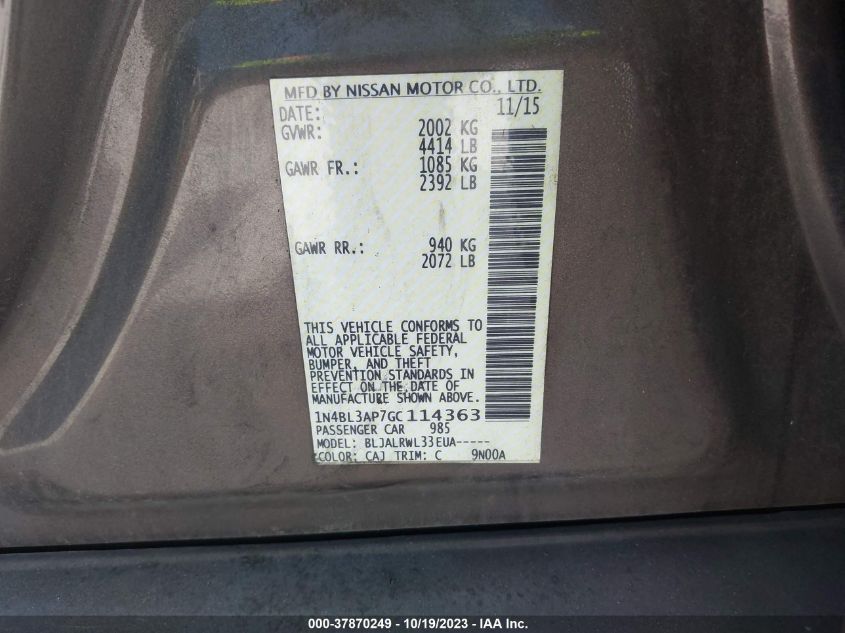 MFD BY NISSAN MOTOR CO., LTD.
DATE: 11/15
GVWR: 2002 KG
4414 LB
GAWR FR.: 1085 KG
2392 LB
GAWR RR.: 940 KG
2072 LB
THIS VEHICLE CONFORMS TO
ALL APPLICABLE FEDERAL
MOTOR VEHICLE SAFETY,
BUMPER, AND THEFT
PREVENTION STANDARDS IN
EFFECT ON THE DATE OF
MANUFACTURE SHOWN ABOVE.
1N4BL3AP7GC114363
PASSENGER CAR 985
MODEL: BLJALRWL33EUA-----
COLOR: CAJ TRIM: C 9N00A
000-37870249 - 10/19/2023 - IAA Inc.